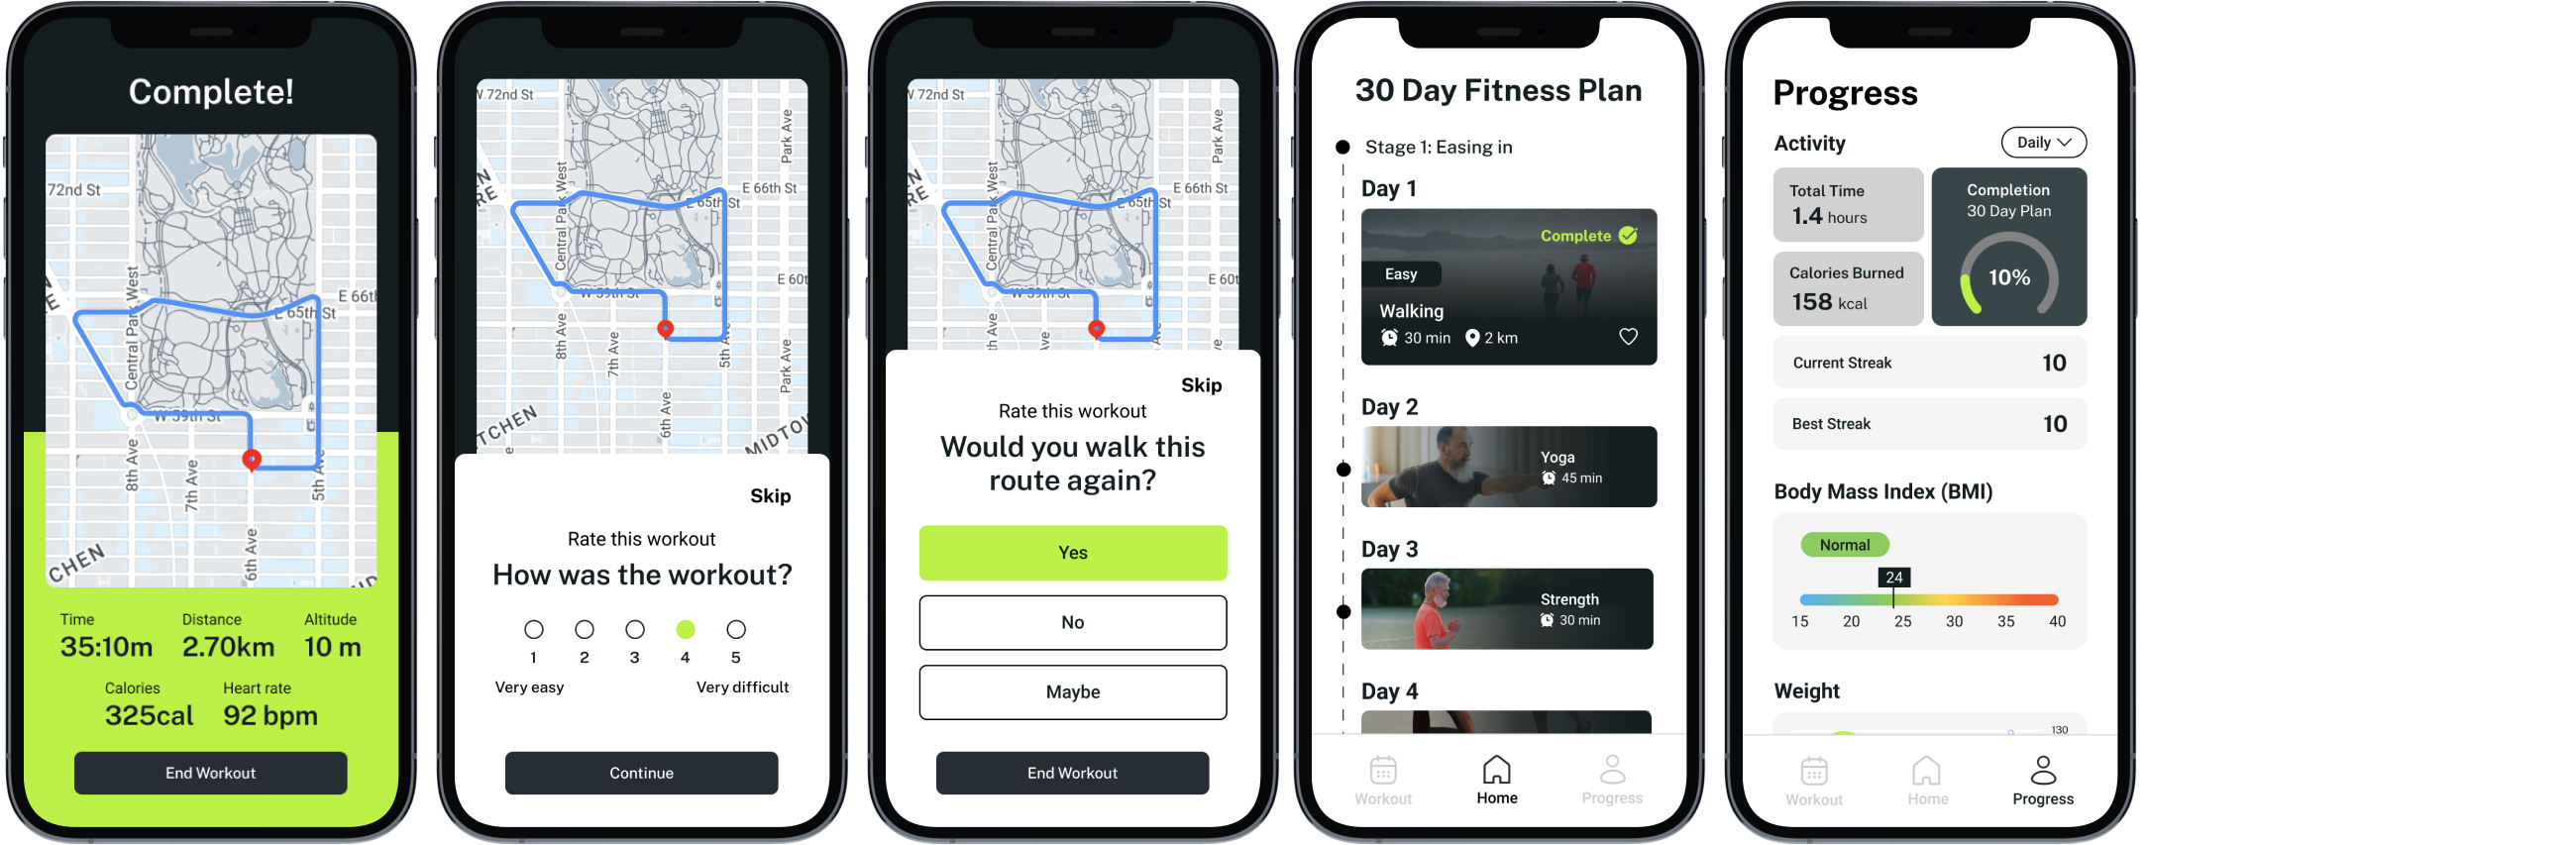 Complete!
72nd St
Central Park West
E 66th
E 65th St
W 59th St
8th Ave
7th Ave
6th Ave
5th Ave
CHEN
Time
35:10m
Distance
2.70km
Altitude
10 m
Calories
325cal
Heart rate
92 bpm
End Workout
W 72nd St
Park Ave
Central Park West
E 66th St
E 65th St
E 60t
W 59th St
8th Ave
7th Ave
6th Ave
5th Ave
Park Ave
TCHEN
MIDTOW
Skip
Rate this workout
How was the workout?
1
2
3
4
5
Very easy
Very difficult
Continue
W 72nd St
Park Ave
Central Park West
E 66th St
E 65th St
E 60t
W 59th St
Skip
Rate this workout
Would you walk this
route again?
Yes
No
Maybe
End Workout
30 Day Fitness Plan
Stage 1: Easing in
Day 1
Complete
Easy
Walking
30 min 2 km
Day 2
Yoga
45 min
Day 3
Strength
30 min
Day 4
Workout
Home
Progress
Progress
Activity
Daily
Total Time
1.4 hours
Calories Burned
158 kcal
Completion
30 Day Plan
10%
Current Streak 10
Best Streak 10
Body Mass Index (BMI)
Normal
24
15 20 25 30 35 40
Weight
130
Workout
Home
Progress